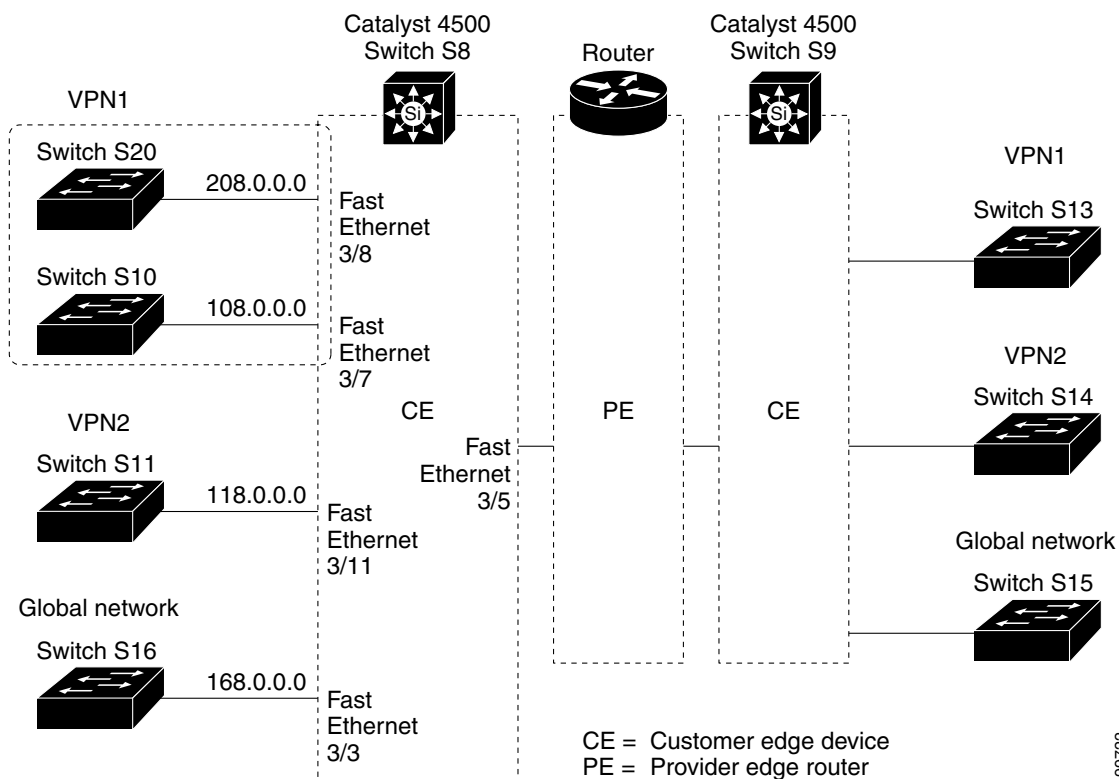 Catalyst 4500
Switch S8
Router
Catalyst 4500
Switch S9
Si
Si
VPN1
Switch S20
208.0.0.0
Fast
Ethernet
3/8
Switch S10
108.0.0.0
Fast
Ethernet
3/7
VPN2
Switch S11
118.0.0.0
Fast
Ethernet
3/11
Global network
Switch S16
168.0.0.0
Fast
Ethernet
3/3
CE
Fast
Ethernet
3/5
PE
CE
VPN1
Switch S13
VPN2
Switch S14
Global network
Switch S15
CE = Customer edge device
PE = Provider edge router